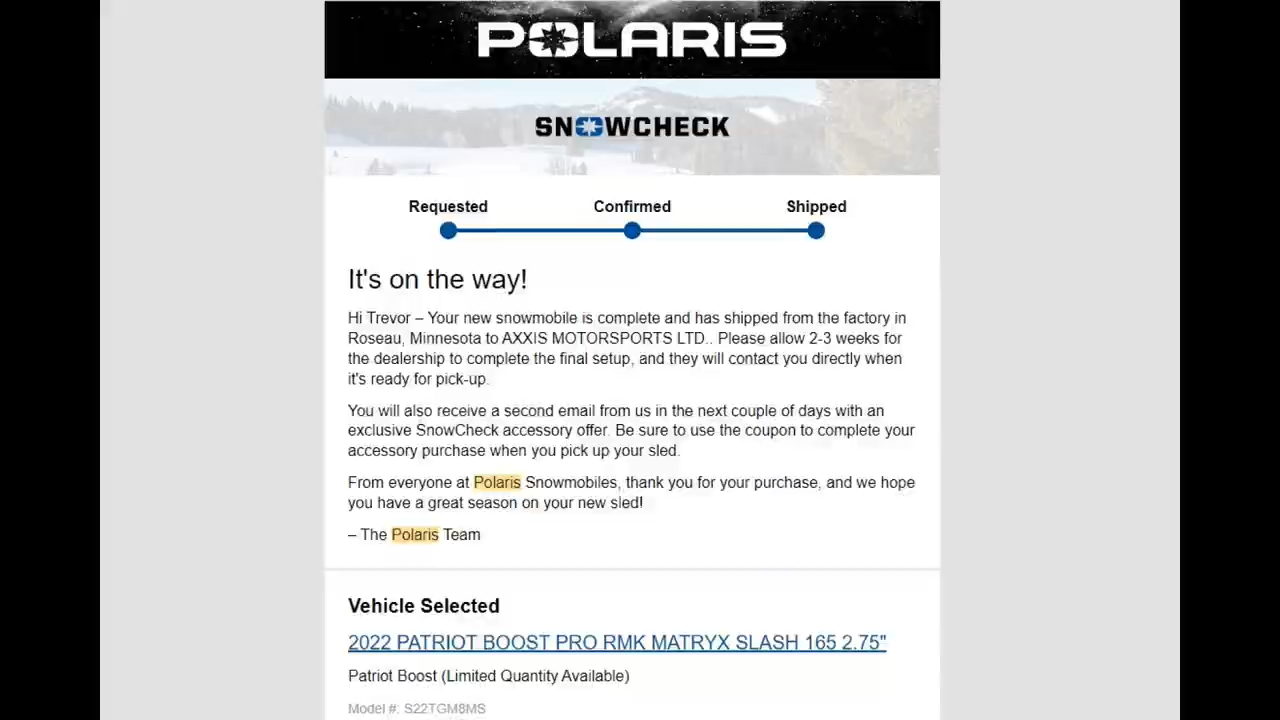 POLARIS
SNOWCHECK
Requested Confirmed Shipped
It's on the way!
Hi Trevor – Your new snowmobile is complete and has shipped from the factory in
Roseau, Minnesota to AXXIS MOTORSPORTS LTD.. Please allow 2-3 weeks for
the dealership to complete the final setup, and they will contact you directly when
it's ready for pick-up.
You will also receive a second email from us in the next couple of days with an
exclusive SnowCheck accessory offer. Be sure to use the coupon to complete your
accessory purchase when you pick up your sled.
From everyone at Polaris Snowmobiles, thank you for your purchase, and we hope
you have a great season on your new sled!
– The Polaris Team
Vehicle Selected
2022 PATRIOT BOOST PRO RMK MATRYX SLASH 165 2.75"
Patriot Boost (Limited Quantity Available)
Model #: S22TGM8MS